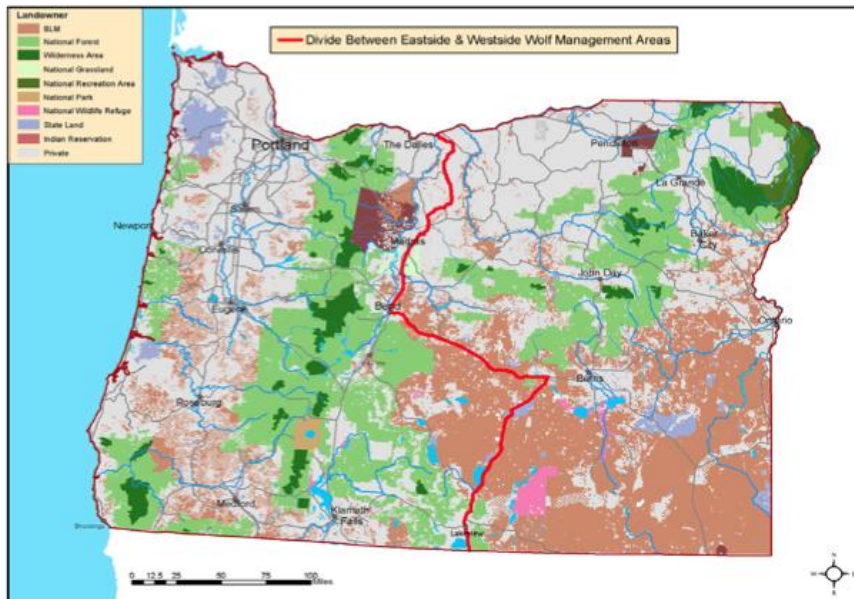 Landowner
BLM
National Forest
Wilderness Area
National Grassland
National Recreation Area
National Park
National Wildlife Refuge
State Land
Indian Reservation
Private
Divide Between Eastside & Westside Wolf Management Areas
Portland
The Dalles
Pendleton
La Grande
Salem
Newport
Madras
Baker
City
Corvallis
John Day
Eugene
Bend
Ontario
Burns
Roseburg
Medford
Klamath
Falls
Brookings
Lakeview
0 12.5 25 50 75 100
Miles
N
W E
S